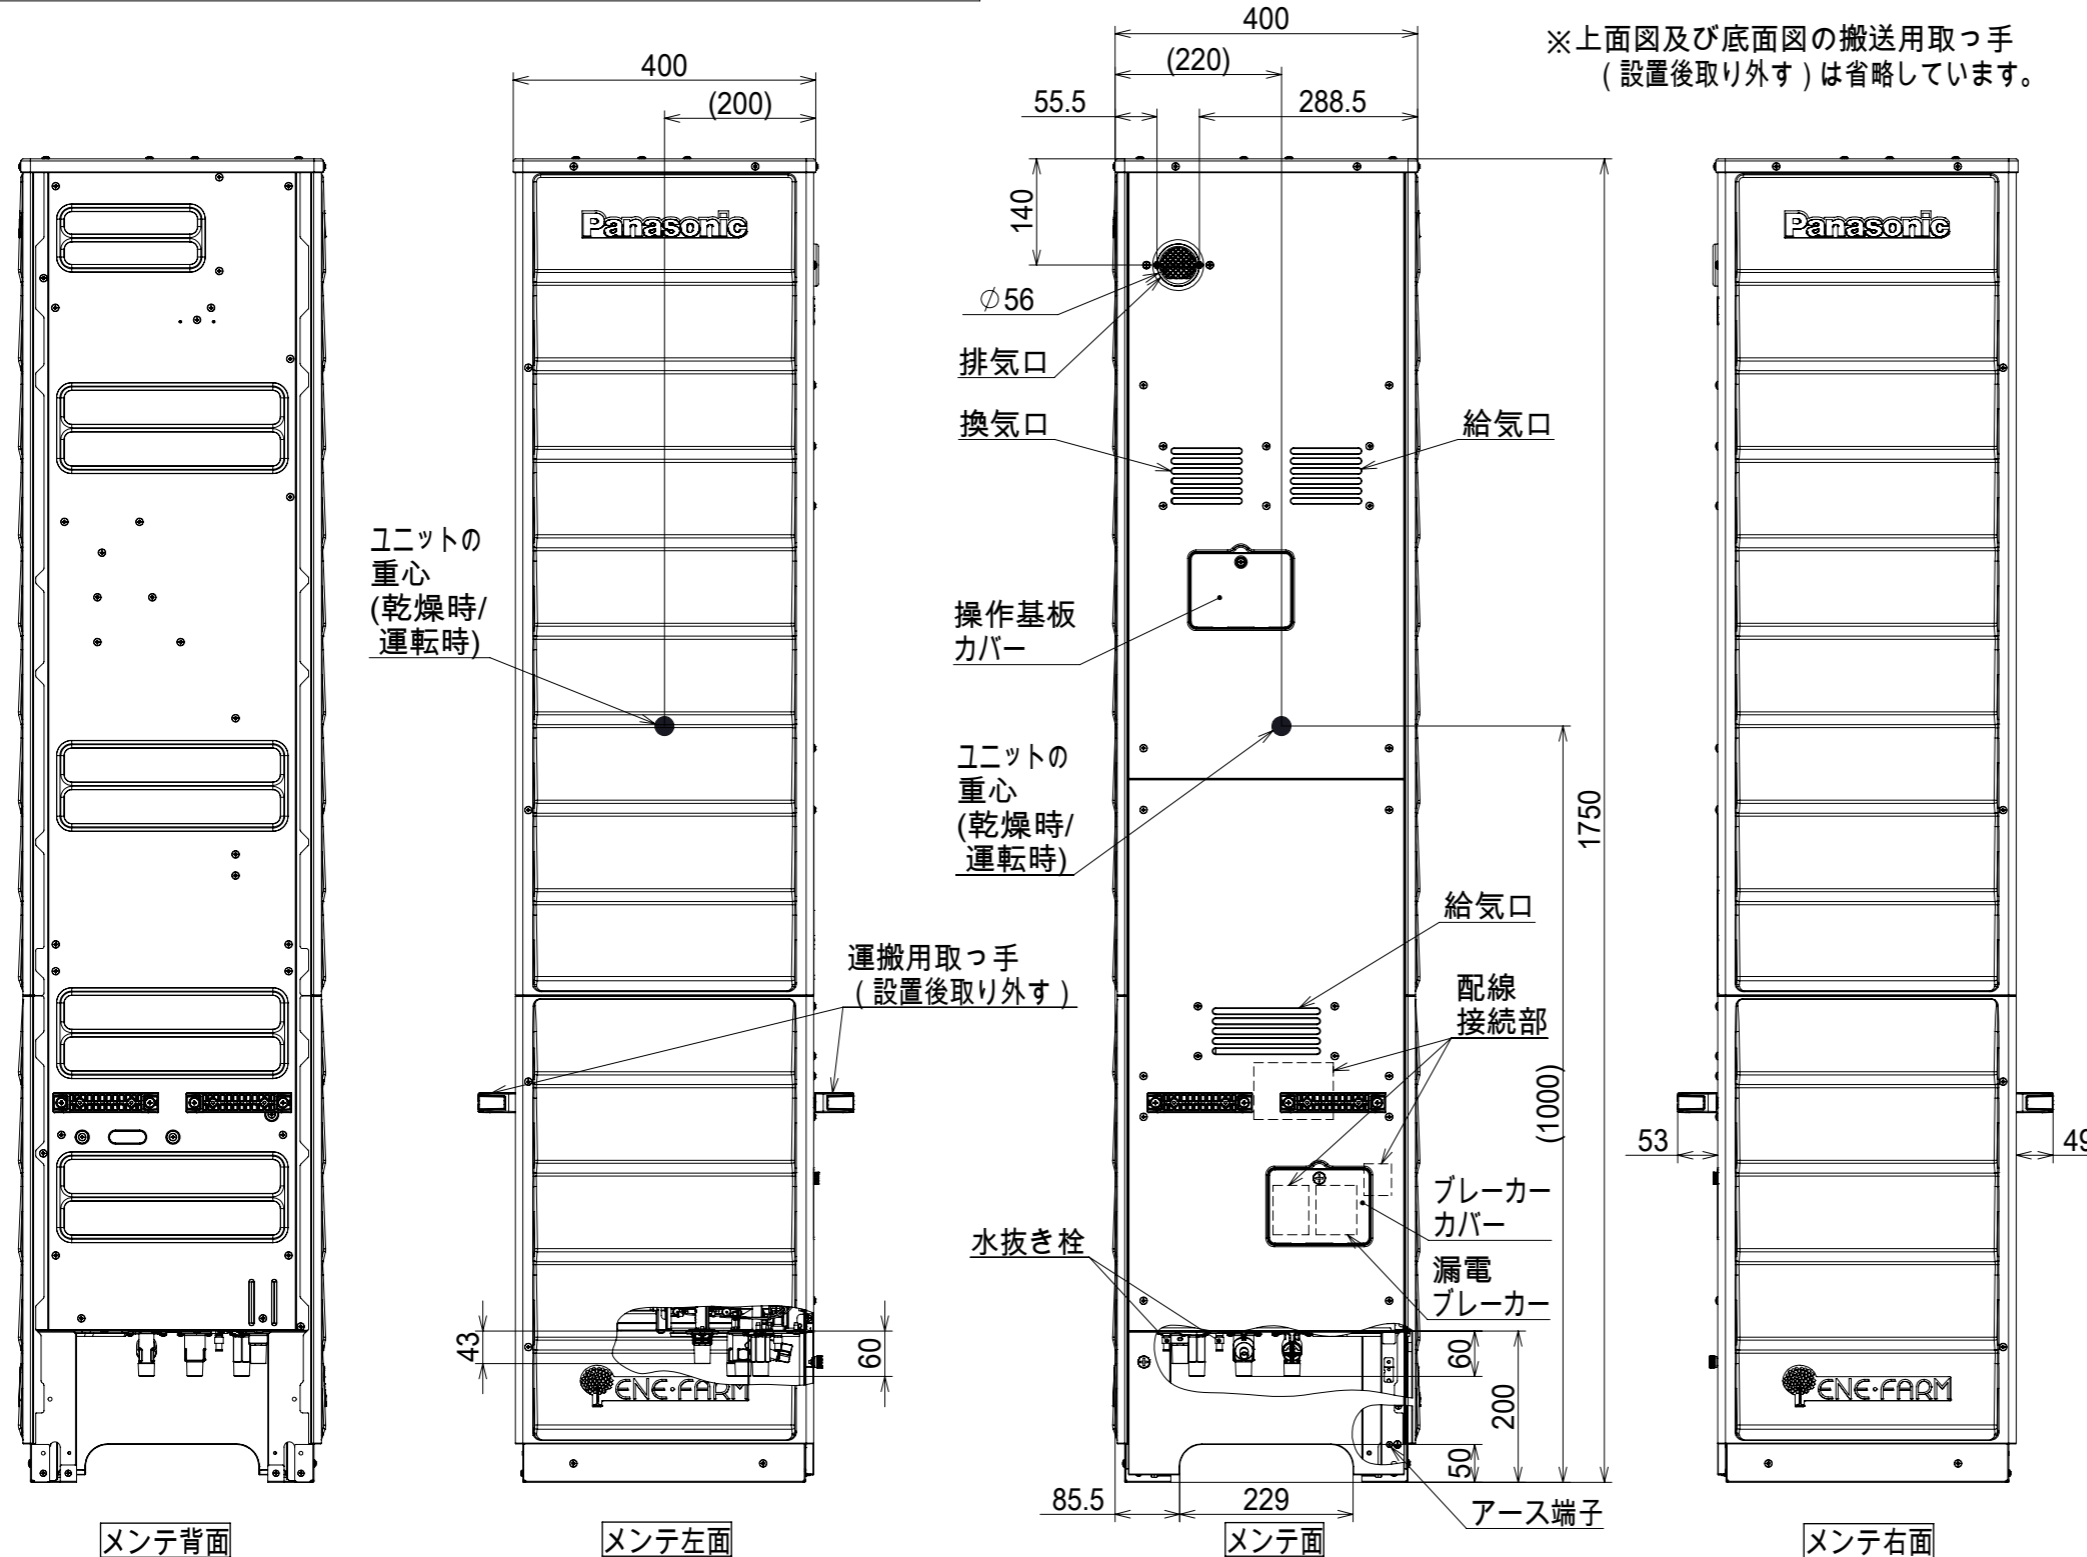 ※上面図及び底面図の搬送用取っ手
(設置後取り外す)は省略しています。
400
(200)
400
(220)
55.5
288.5
140
Panasonic
Panasonic
∅56
排気口
換気口
給気口
ユニットの
重心
(乾燥時/
運転時)
操作基板
カバー
ユニットの
重心
(乾燥時/
運転時)
1750
給気口
運搬用取っ手
(設置後取り外す)
配線
接続部
(1000)
53
49
ブレーカー
カバー
水抜き栓
漏電
ブレーカー
43
60
60
200
50
ENE・FARM
ENE・FARM
85.5
229
アース端子
メンテ背面
メンテ左面
メンテ面
メンテ右面